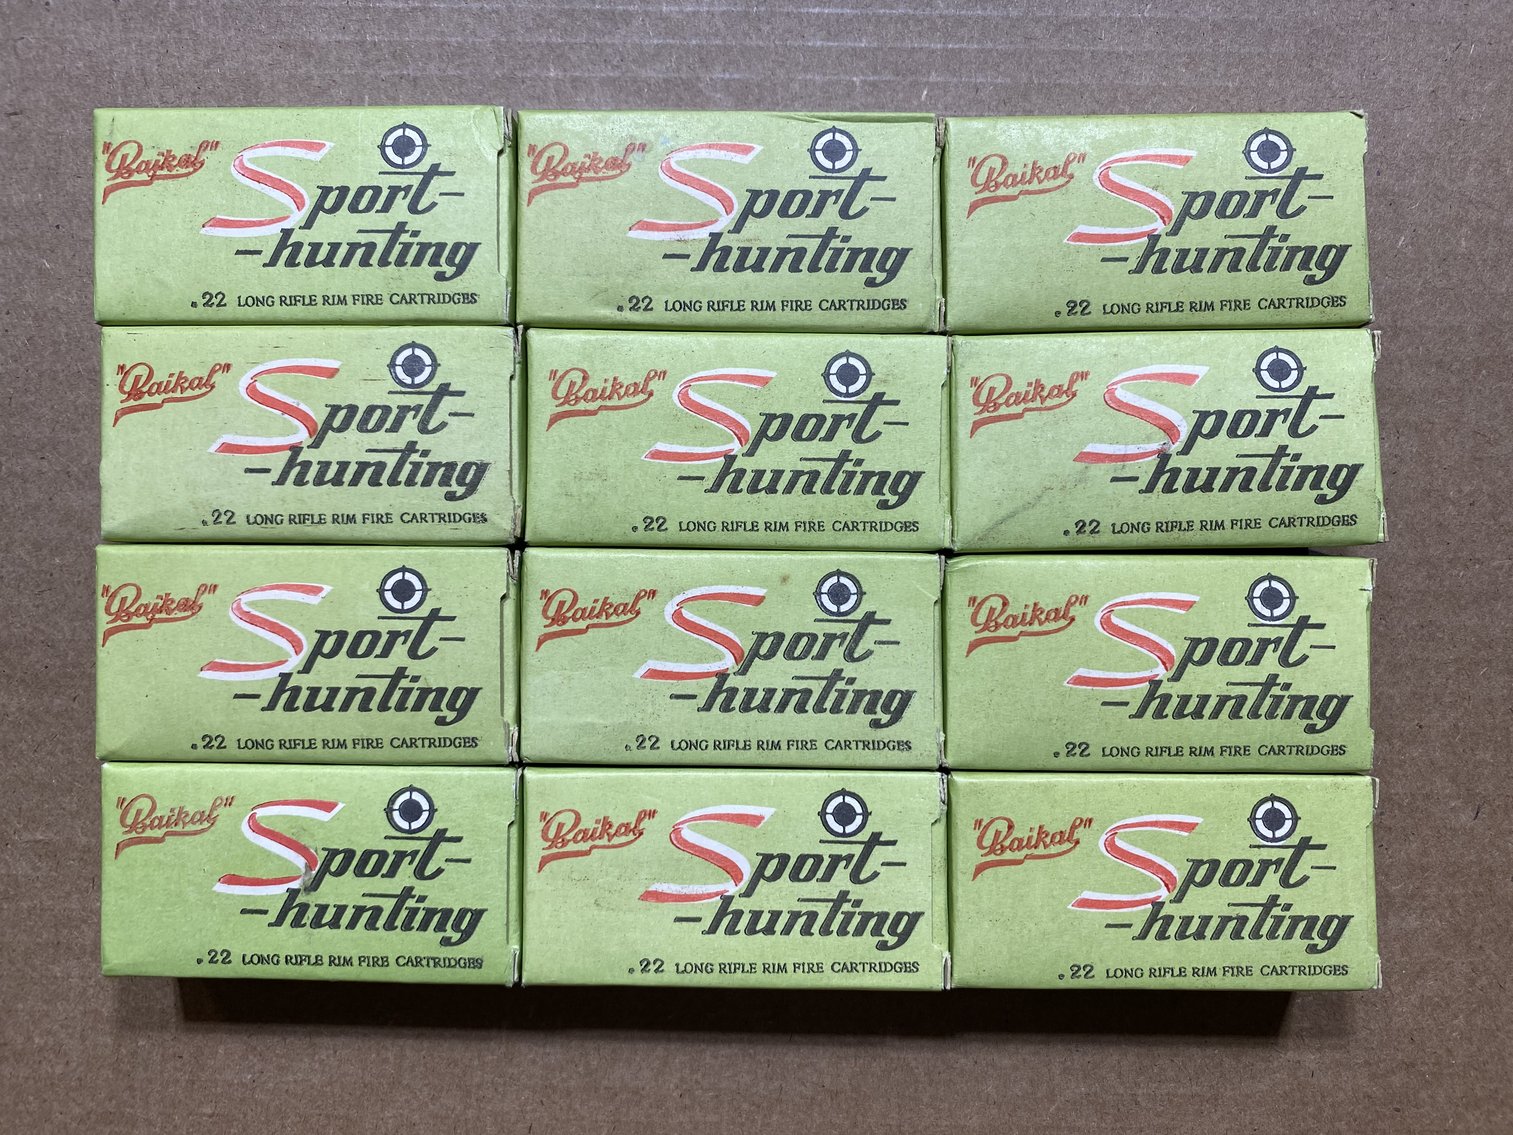 "Baikal" Sport-
-hunting
.22 LONG RIFLE RIM FIRE CARTRIDGES
"Baikal" Sport-
-hunting
.22 LONG RIFLE RIM FIRE CARTRIDGES
"Baikal" Sport-
-hunting
.22 LONG RIFLE RIM FIRE CARTRIDGES
"Baikal" Sport-
-hunting
.22 LONG RIFLE RIM FIRE CARTRIDGES
"Baikal" Sport-
-hunting
.22 LONG RIFLE RIM FIRE CARTRIDGES
"Baikal" Sport-
-hunting
.22 LONG RIFLE RIM FIRE CARTRIDGES
"Baikal" Sport-
-hunting
.22 LONG RIFLE RIM FIRE CARTRIDGES
"Baikal" Sport-
-hunting
.22 LONG RIFLE RIM FIRE CARTRIDGES
"Baikal" Sport-
-hunting
.22 LONG RIFLE RIM FIRE CARTRIDGES
"Baikal" Sport-
-hunting
.22 LONG RIFLE RIM FIRE CARTRIDGES
"Baikal" Sport-
-hunting
.22 LONG RIFLE RIM FIRE CARTRIDGES
"Baikal" Sport-
-hunting
.22 LONG RIFLE RIM FIRE CARTRIDGES